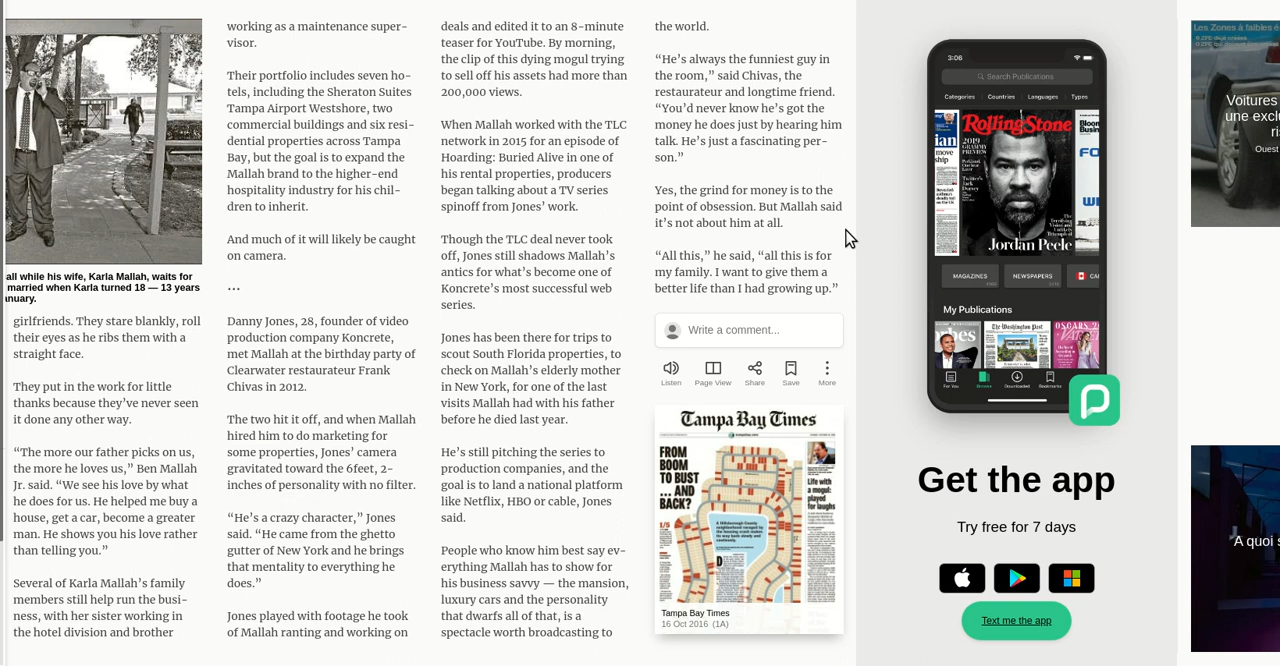 all while his wife, Karla Mallah, waits for
married when Karla turned 18 — 13 years
anuary.
girlfriends. They stare blankly, roll
their eyes as he ribs them with a
straight face.
They put in the work for little
thanks because they’ve never seen
it done any other way.
“The more our father picks on us,
the more he loves us,” Ben Mallah
Jr. said. “We see his love by what
he does for us. He helped me buy a
house, get a car, become a greater
man. He shows you his love rather
than telling you.”
Several of Karla Mallah’s family
members still help run the busi-
ness, with her sister working in
the hotel division and brother
working as a maintenance super-
visor.
Their portfolio includes seven ho-
tels, including the Sheraton Suites
Tampa Airport Westshore, two
commercial buildings and six resi-
dential properties across Tampa
Bay, but the goal is to expand the
Mallah brand to the higher-end
hospitality industry for his chil-
dren to inherit.
And much of it will likely be caught
on camera.
...
Danny Jones, 28, founder of video
production company Koncrete,
met Mallah at the birthday party of
Clearwater restaurateur Frank
Chivas in 2012.
The two hit it off, and when Mallah
hired him to do marketing for
some properties, Jones’ camera
gravitated toward the 6feet, 2-
inches of personality with no filter.
“He’s a crazy character,” Jones
said. “He came from the ghetto
gutter of New York and he brings
that mentality to everything he
does.”
Jones played with footage he took
of Mallah ranting and working on
deals and edited it to an 8-minute
teaser for YouTube. By morning,
the clip of this dying mogul trying
to sell off his assets had more than
200,000 views.
When Mallah worked with the TLC
network in 2015 for an episode of
Hoarding: Buried Alive in one of
his rental properties, producers
began talking about a TV series
spinoff from Jones’ work.
Though the TLC deal never took
off, Jones still shadows Mallah’s
antics for what’s become one of
Koncrete’s most successful web
series.
Jones has been there for trips to
scout South Florida properties, to
check on Mallah’s elderly mother
in New York, for one of the last
visits Mallah had with his father
before he died last year.
He’s still pitching the series to
production companies, and the
goal is to land a national platform
like Netflix, HBO or cable, Jones
said.
People who know him best say ev-
erything Mallah has to show for
his business savvy — the mansion,
luxury cars and the personality
that dwarfs all of that, is a
spectacle worth broadcasting to
the world.
“He’s always the funniest guy in
the room,” said Chivas, the
restaurateur and longtime friend.
“You’d never know he’s got the
money he does just by hearing him
talk. He’s just a fascinating per-
son.”
Yes, the grind for money is to the
point of obsession. But Mallah said
it’s not about him at all.
“All this,” he said, “all this is for
my family. I want to give them a
better life than I had growing up.”
Write a comment...
Listen Page View Share Save More
Tampa Bay Times
FROM
BOOM
TO BUST
... AND
BACK?
Life with
a mogul:
played
for laughs
Tampa Bay Times
16 Oct 2016 (1A)
3:06
Search Publications
Categories Countries Languages Types
RollingStone
2019
GRAMMY
PREVIEW
Jordan Peele
MAGAZINES NEWSPAPERS CA
My Publications
The Washington Post
OSCARS
For You Browse Downloaded Bookmarks
Get the app
Try free for 7 days
Text me the app
Les Zones à faibles é
Voitures
une exclu
ri
Ouest
A quoi s